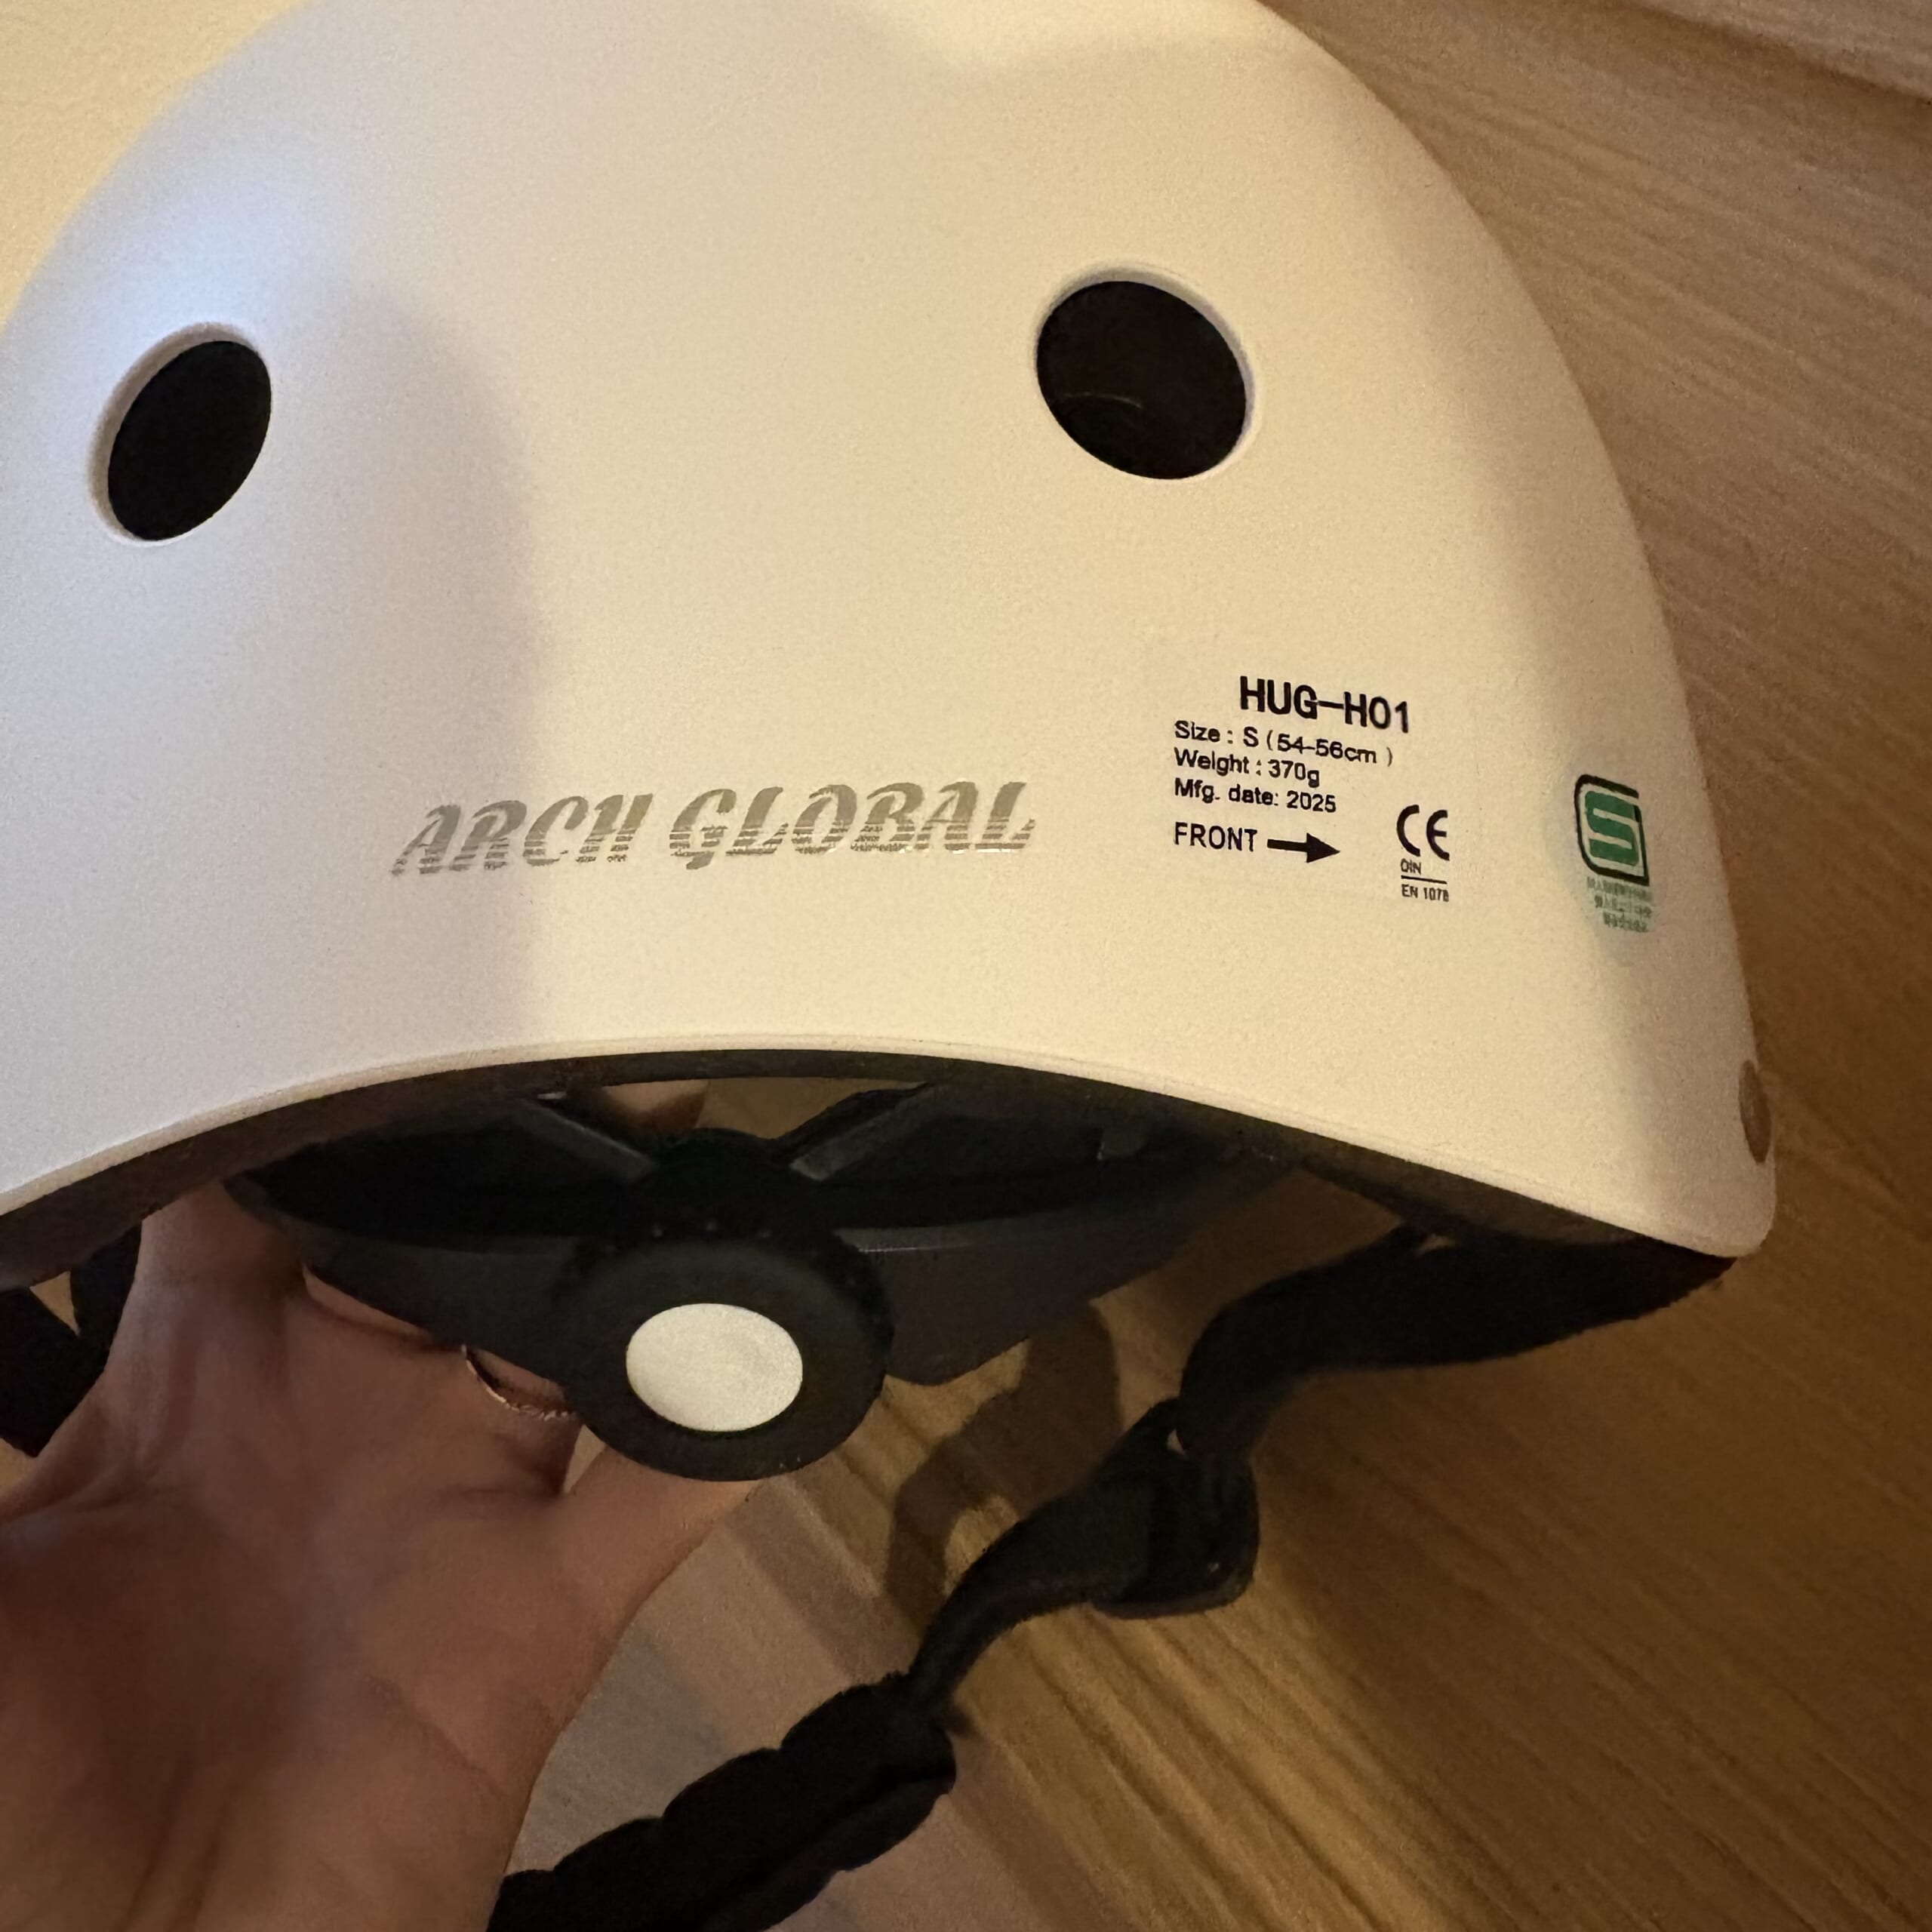 ARCH GLOBAL
HUG-H01
Size : S ( 54-56cm )
Weight : 370g
Mfg. date: 2025
FRONT
CE
DIN
EN 1078
S